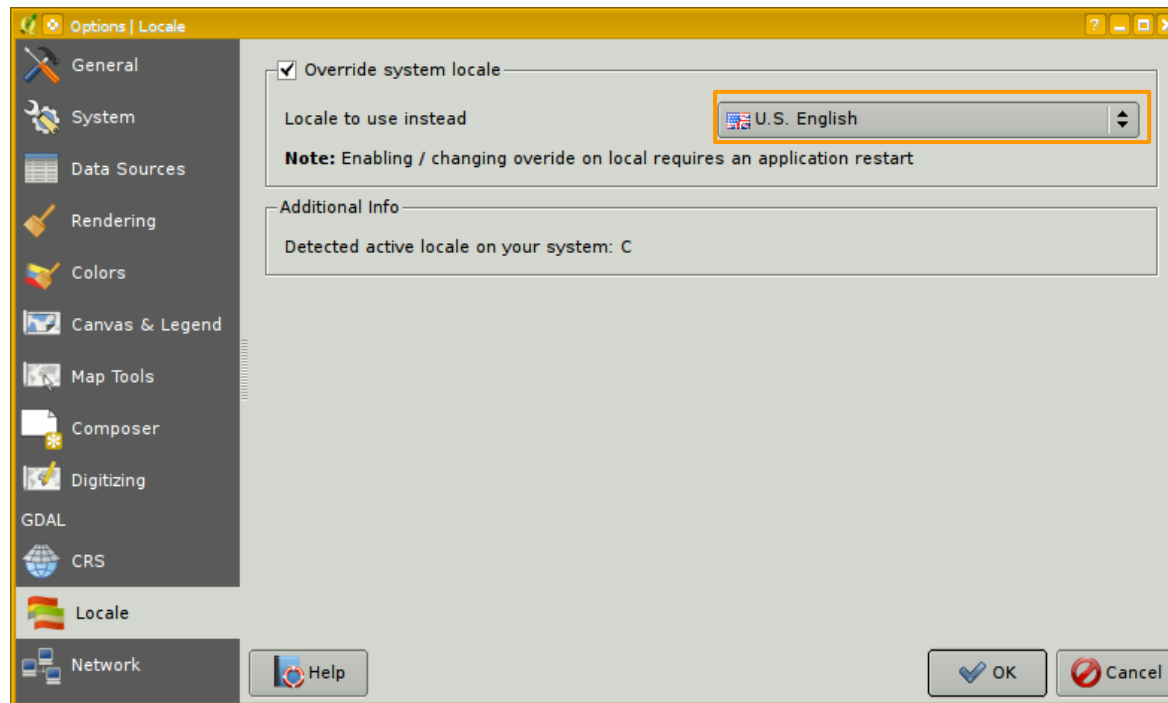 Options | Locale
General
System
Data Sources
Rendering
Colors
Canvas & Legend
Map Tools
Composer
Digitizing
GDAL
CRS
Locale
Network
Override system locale
Locale to use instead
U.S. English
Note: Enabling / changing overide on local requires an application restart
Additional Info
Detected active locale on your system: C
Help
OK
Cancel